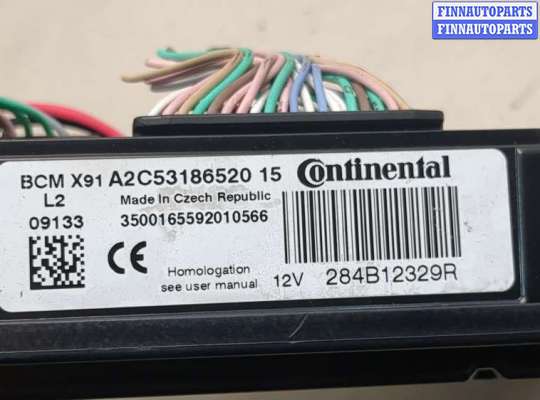 FINNAUTOPARTS
FINNAUTOPARTS
BCM X91 A2C53186520 15 Continental
L2 Made in Czech Republic
09133 3500165592010566
CE Homologation
see user manual 12V 284B12329R